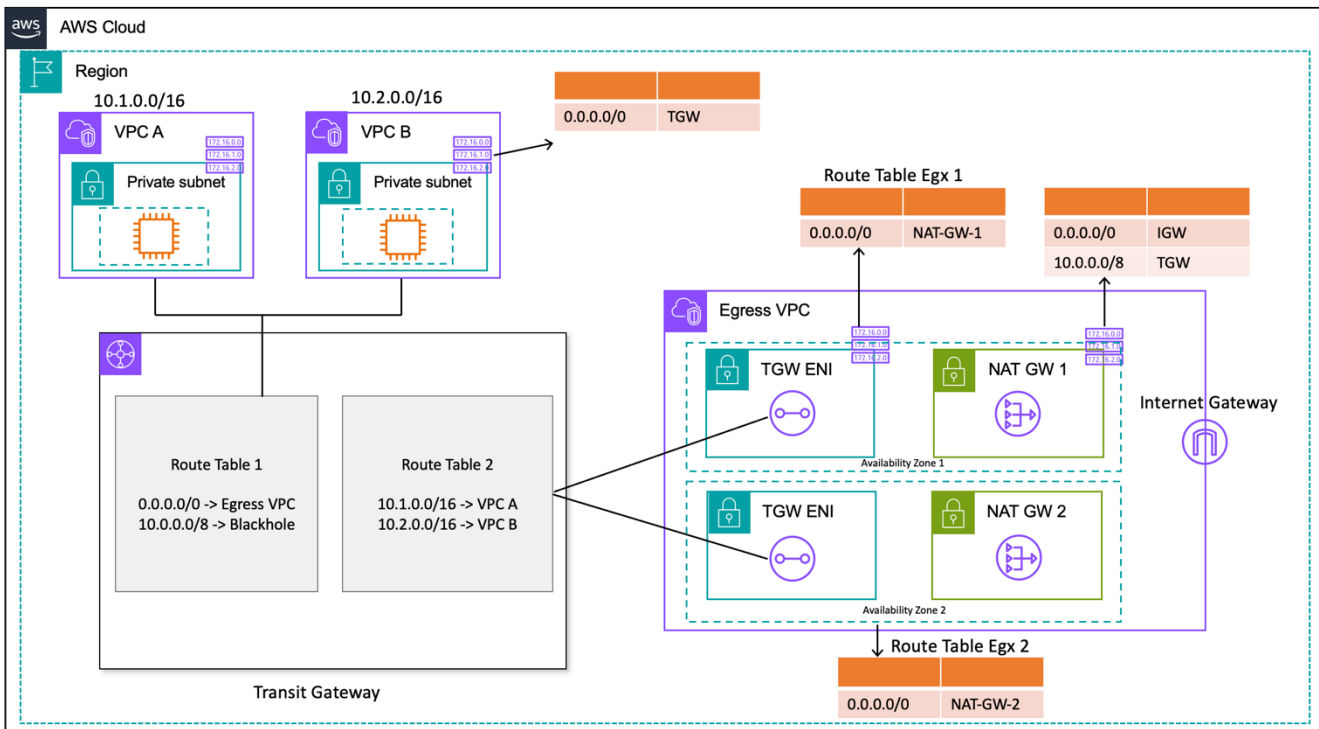 aws
AWS Cloud
Region
10.1.0.0/16
10.2.0.0/16
VPC A
172.16.0.0
172.16.1.0
172.16.2.0
Private subnet
VPC B
172.16.0.0
172.16.1.0
172.16.2.0
Private subnet
0.0.0.0/0 TGW
Route Table Egx 1
0.0.0.0/0 NAT-GW-1
0.0.0.0/0 IGW
10.0.0.0/8 TGW
Egress VPC
172.16.0.0
172.16.1.0
172.16.2.0
172.16.0.0
172.16.1.0
172.16.2.0
TGW ENI
NAT GW 1
Availability Zone 1
Internet Gateway
TGW ENI
NAT GW 2
Availability Zone 2
Route Table Egx 2
0.0.0.0/0 NAT-GW-2
Route Table 1
0.0.0.0/0 -> Egress VPC
10.0.0.0/8 -> Blackhole
Route Table 2
10.1.0.0/16 -> VPC A
10.2.0.0/16 -> VPC B
Transit Gateway